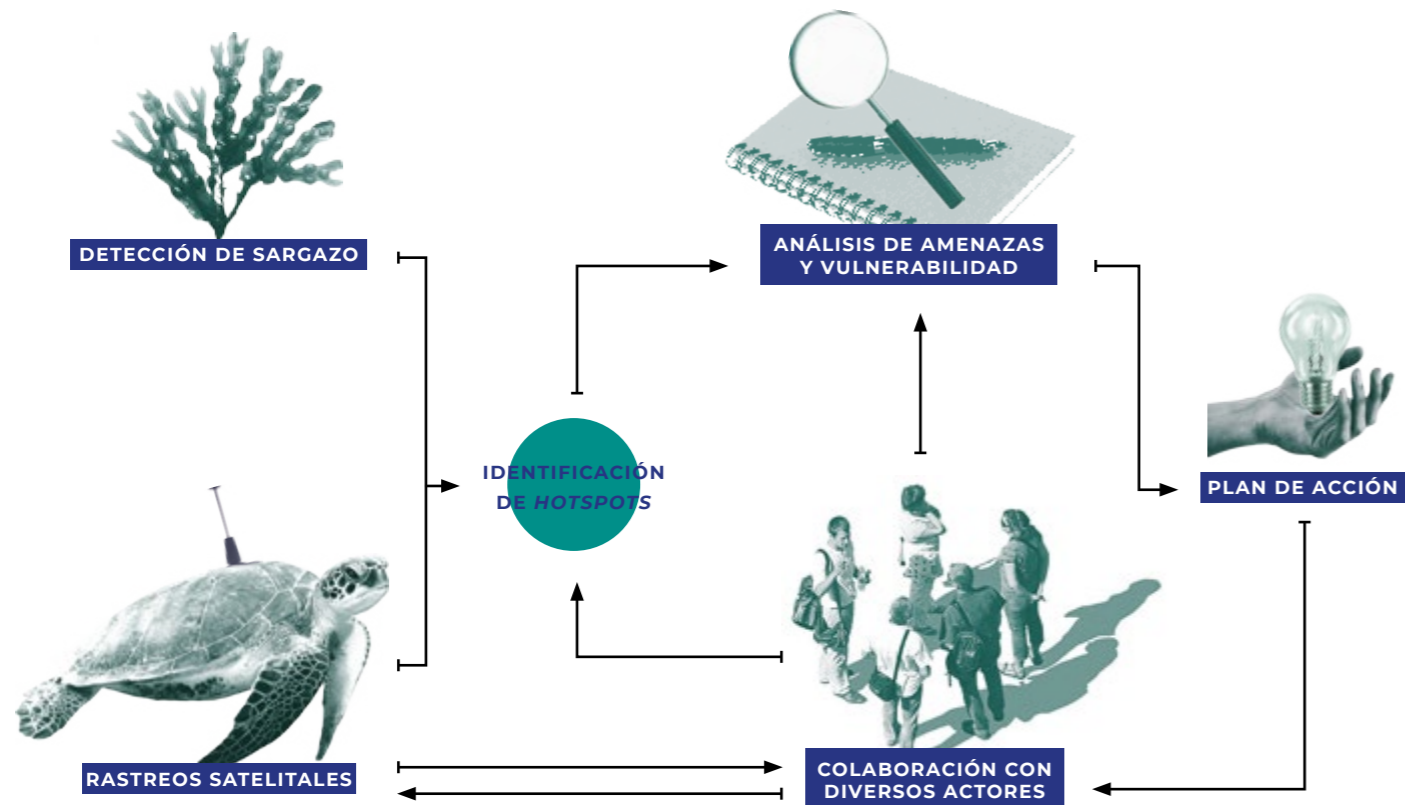 DETECCIÓN DE SARGAZO
ANÁLISIS DE AMENAZAS
Y VULNERABILIDAD
IDENTIFICACIÓN
DE HOTSPOTS
PLAN DE ACCIÓN
RASTREOS SATELITALES
COLABORACIÓN CON
DIVERSOS ACTORES